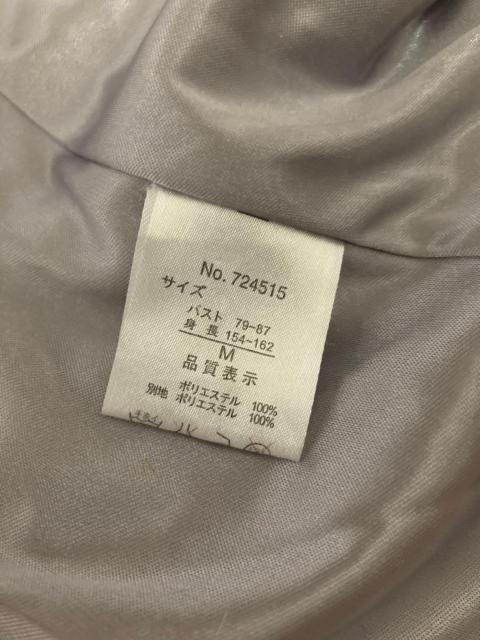 No. 724515
サイズ
バスト 79-87
身長 154-162
M
品質表示
ポリエステル 100%
別地 ポリエステル 100%